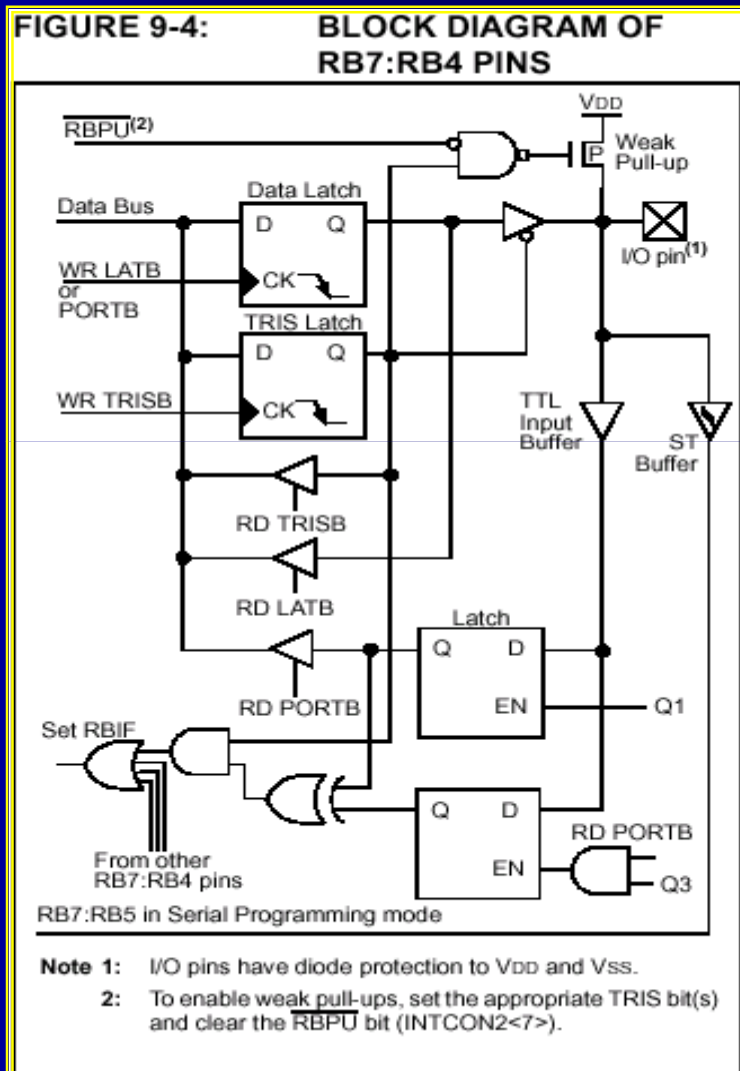 FIGURE 9-4: BLOCK DIAGRAM OF
RB7:RB4 PINS
VDD
RBPU(2)
Weak
Pull-up
P
Data Bus
Data Latch
D Q
I/O pin(1)
WR LATB
or
PORTB
CK
TRIS Latch
D Q
WR TRISB
CK
TTL
Input
Buffer
ST
Buffer
RD TRISB
RD LATB
Latch
Q D
RD PORTB
EN
Q1
Set RBIF
Q D
RD PORTB
EN
Q3
From other
RB7:RB4 pins
RB7:RB5 in Serial Programming mode
Note 1: I/O pins have diode protection to VDD and VSS.
2: To enable weak pull-ups, set the appropriate TRIS bit(s)
and clear the RBPU bit (INTCON2<7>).